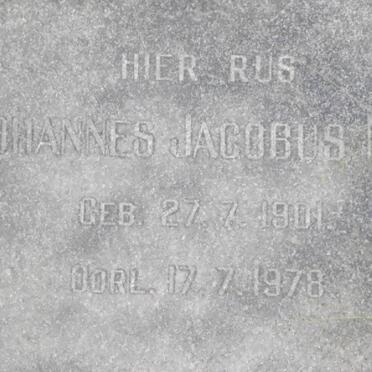 HIER RUS
OHANNES JACOBUS
GEB. 27. 7. 1901.
OORL. 17. 7. 1978